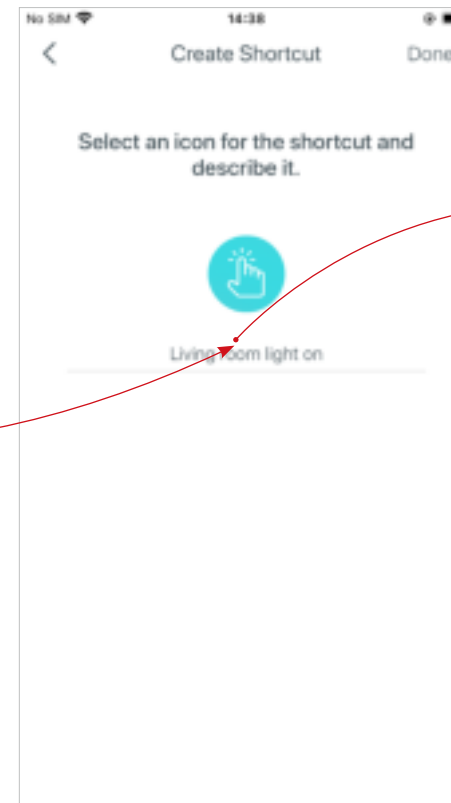 No SIM 14:38
Create Shortcut Done
Select an icon for the shortcut and
describe it.
Living room light on